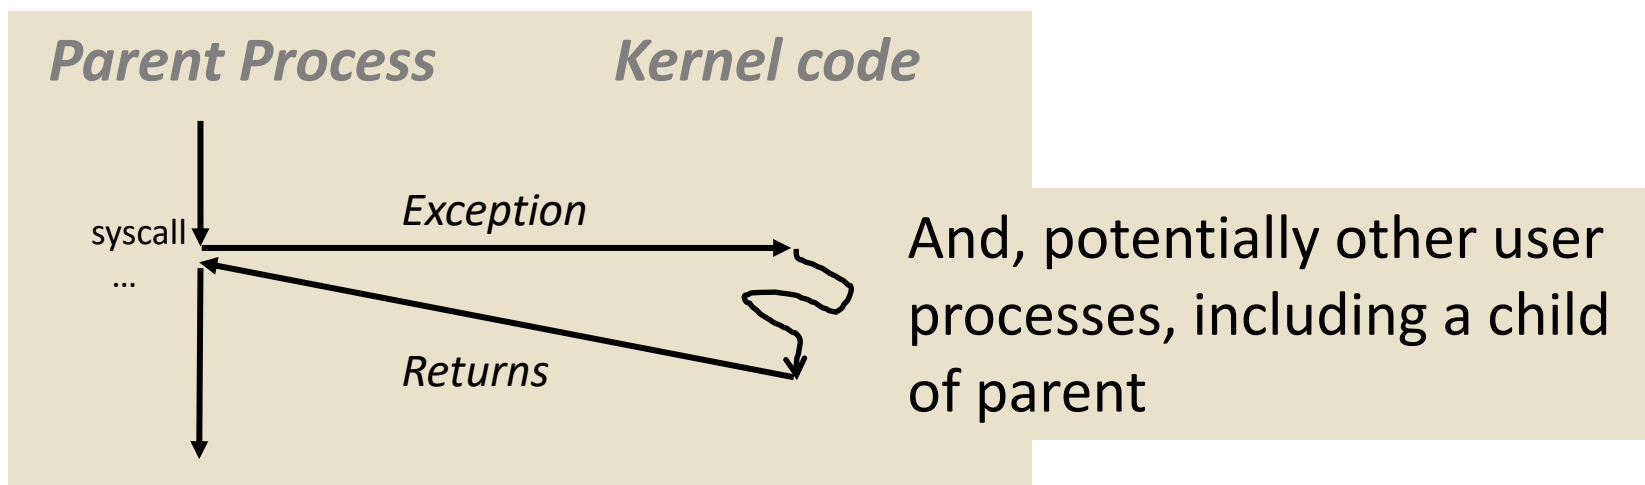 Parent Process
Kernel code
Exception
syscall
...
Returns
And, potentially other user
processes, including a child
of parent